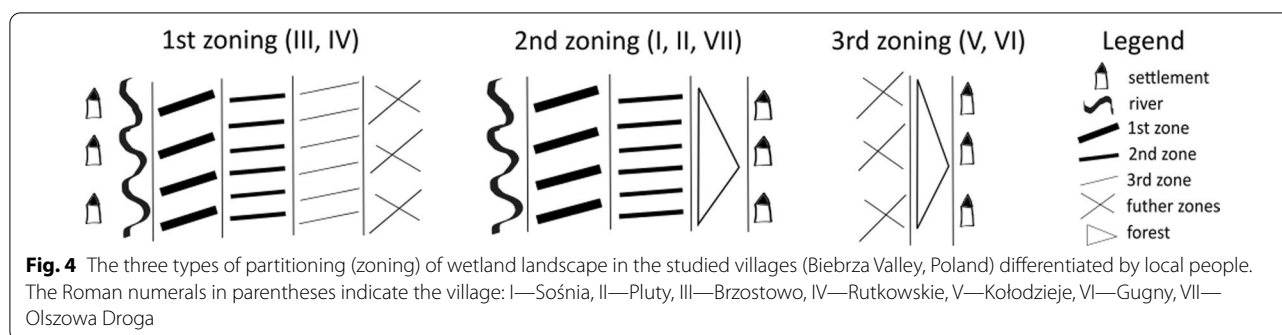 1st zoning (III, IV) 2nd zoning (I, II, VII) 3rd zoning (V, VI) Legend
settlement
river
1st zone
2nd zone
3rd zone
futher zones
forest
Fig. 4 The three types of partitioning (zoning) of wetland landscape in the studied villages (Biebrza Valley, Poland) differentiated by local people.
The Roman numerals in parentheses indicate the village: I—Sośnia, II—Pluty, III—Brzostowo, IV—Rutkowskie, V—Kołodzieje, VI—Gugny, VII—
Olszowa Droga